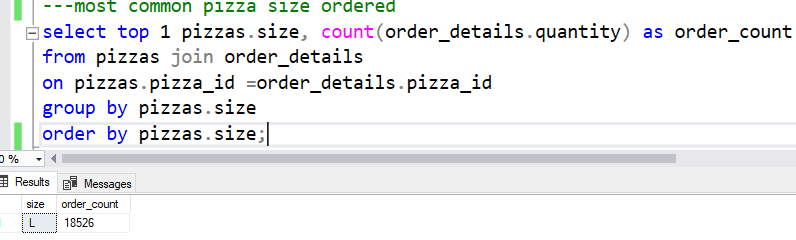 ---most common pizza size ordered
select top 1 pizzas.size, count(order_details.quantity) as order_count
from pizzas join order_details
on pizzas.pizza_id =order_details.pizza_id
group by pizzas.size
order by pizzas.size;
0 %
Results Messages
size order_count
L 18526